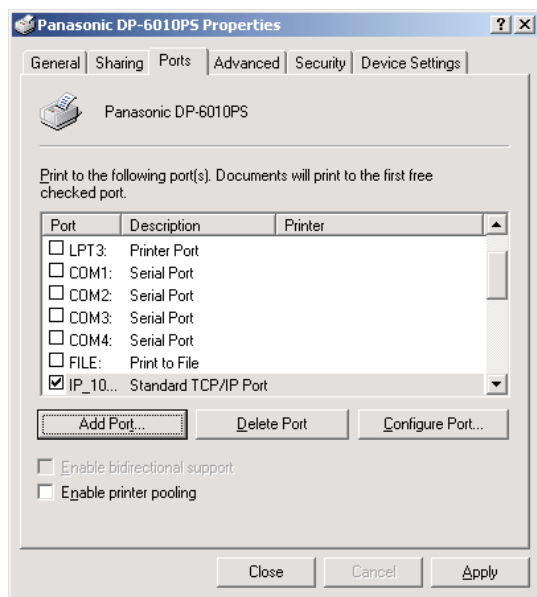 Panasonic DP-6010PS Properties
General Sharing Ports Advanced Security Device Settings
Panasonic DP-6010PS
Print to the following port(s). Documents will print to the first free
checked port.
Port Description Printer
LPT3: Printer Port
COM1: Serial Port
COM2: Serial Port
COM3: Serial Port
COM4: Serial Port
FILE: Print to File
IP_10... Standard TCP/IP Port
Add Port... Delete Port Configure Port...
Enable bidirectional support
Enable printer pooling
Close Cancel Apply